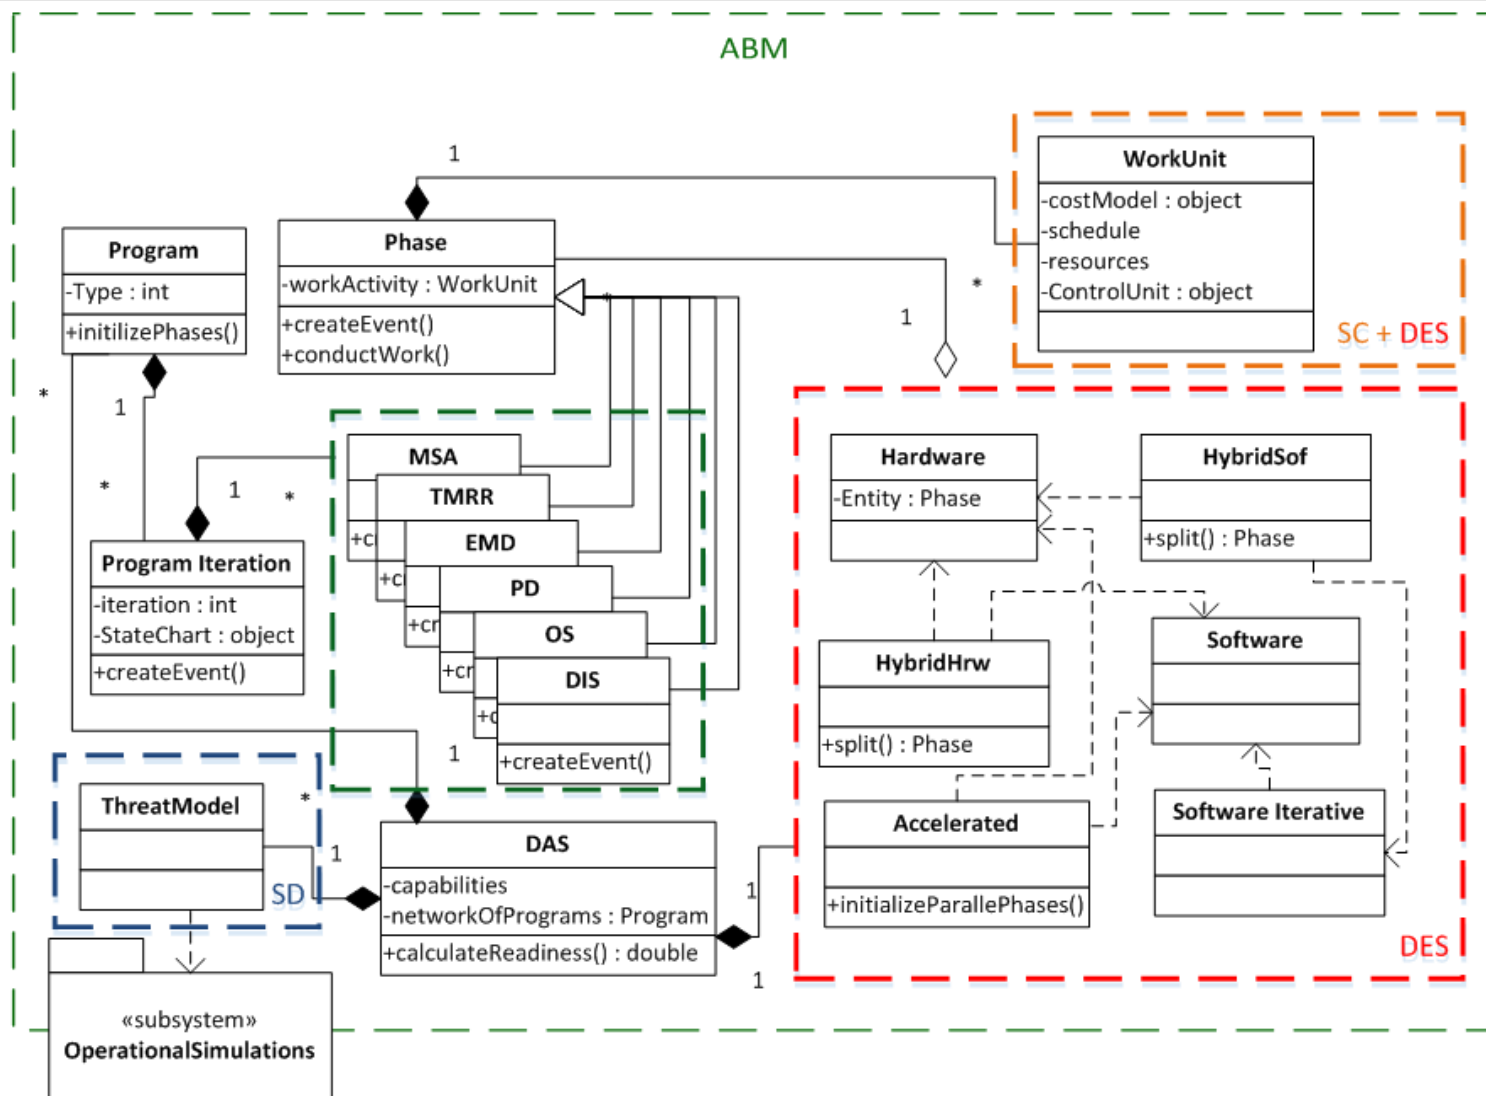 ABM
1
WorkUnit
-costModel : object
-schedule
-resources
-ControlUnit : object
SC + DES
Program
-Type : int
+initilizePhases()
Phase
-workActivity : WorkUnit
+createEvent()
+conductWork()
*
*
1
*
1
*
1
*
MSA
+c
TMRR
+c
EMD
+cr
PD
+cr
OS
+c
DIS
+createEvent()
Program Iteration
-iteration : int
-StateChart : object
+createEvent()
Hardware
-Entity : Phase
HybridSof
+split() : Phase
HybridHrw
+split() : Phase
Software
Accelerated
+initializeParallePhases()
Software Iterative
DES
1
*
ThreatModel
SD
1
DAS
-capabilities
-networkOfPrograms : Program
+calculateReadiness() : double
1
1
«subsystem»
OperationalSimulations